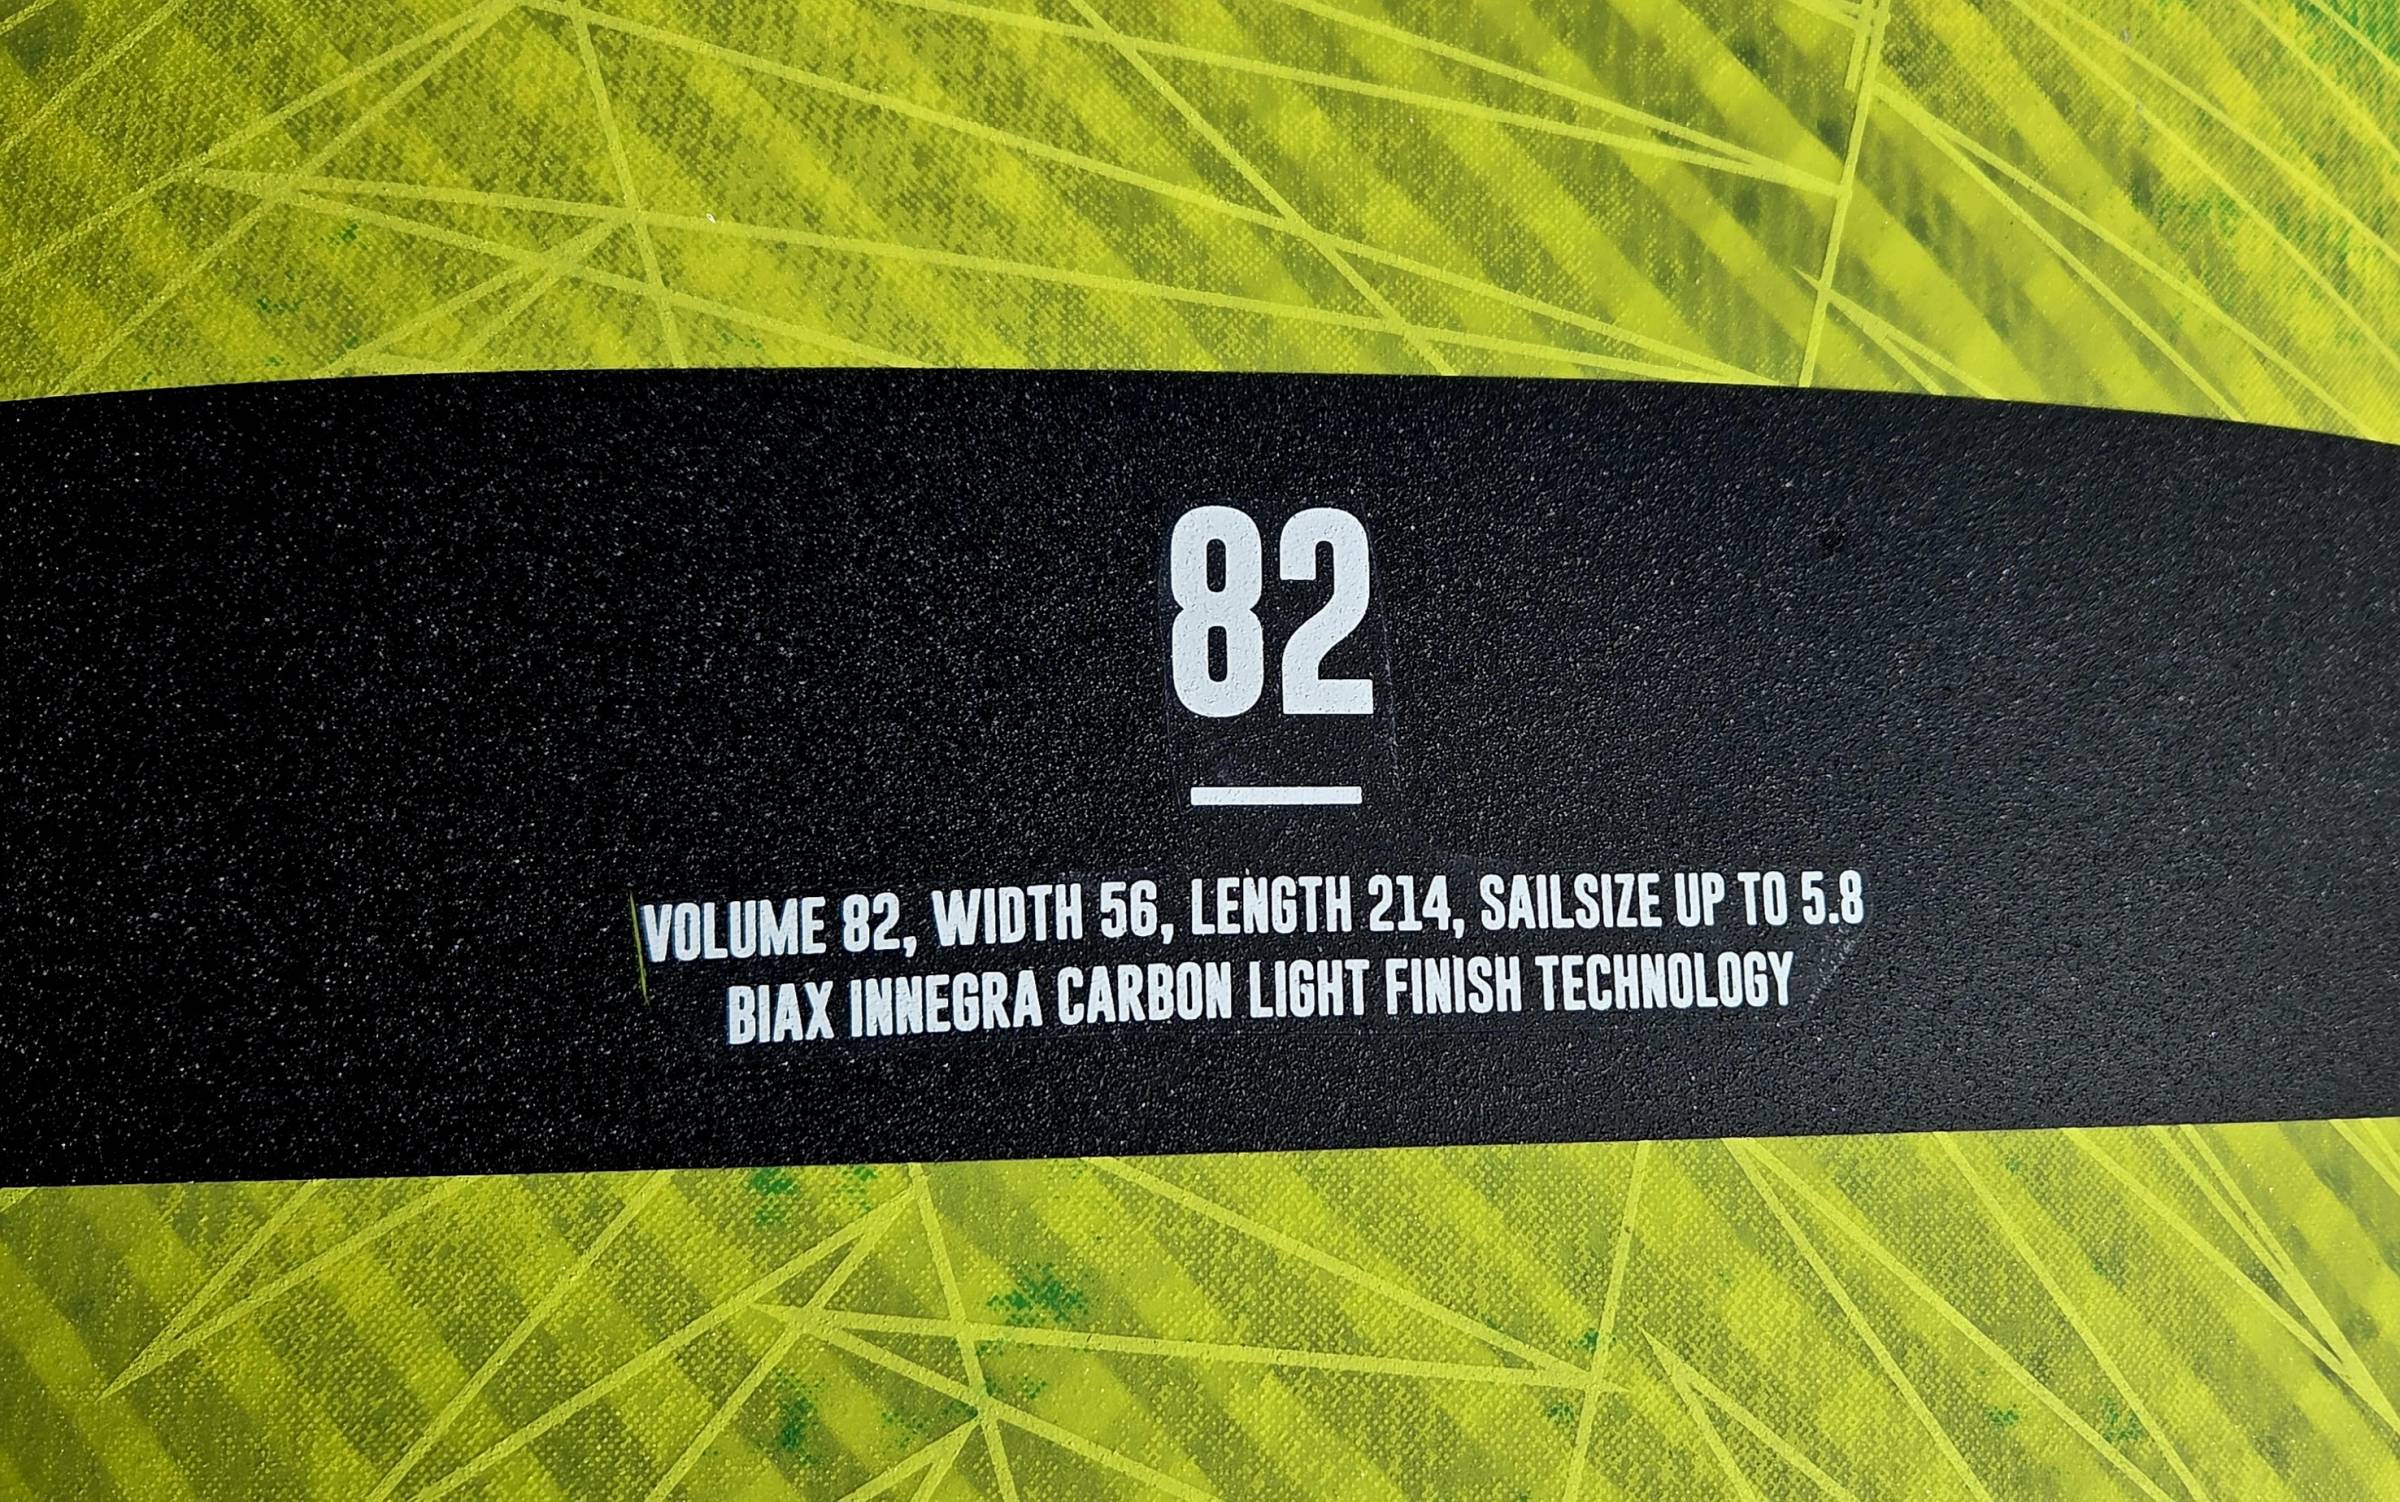 82
VOLUME 82, WIDTH 56, LENGTH 214, SAILSIZE UP TO 5.8
BIAX INNEGRA CARBON LIGHT FINISH TECHNOLOGY